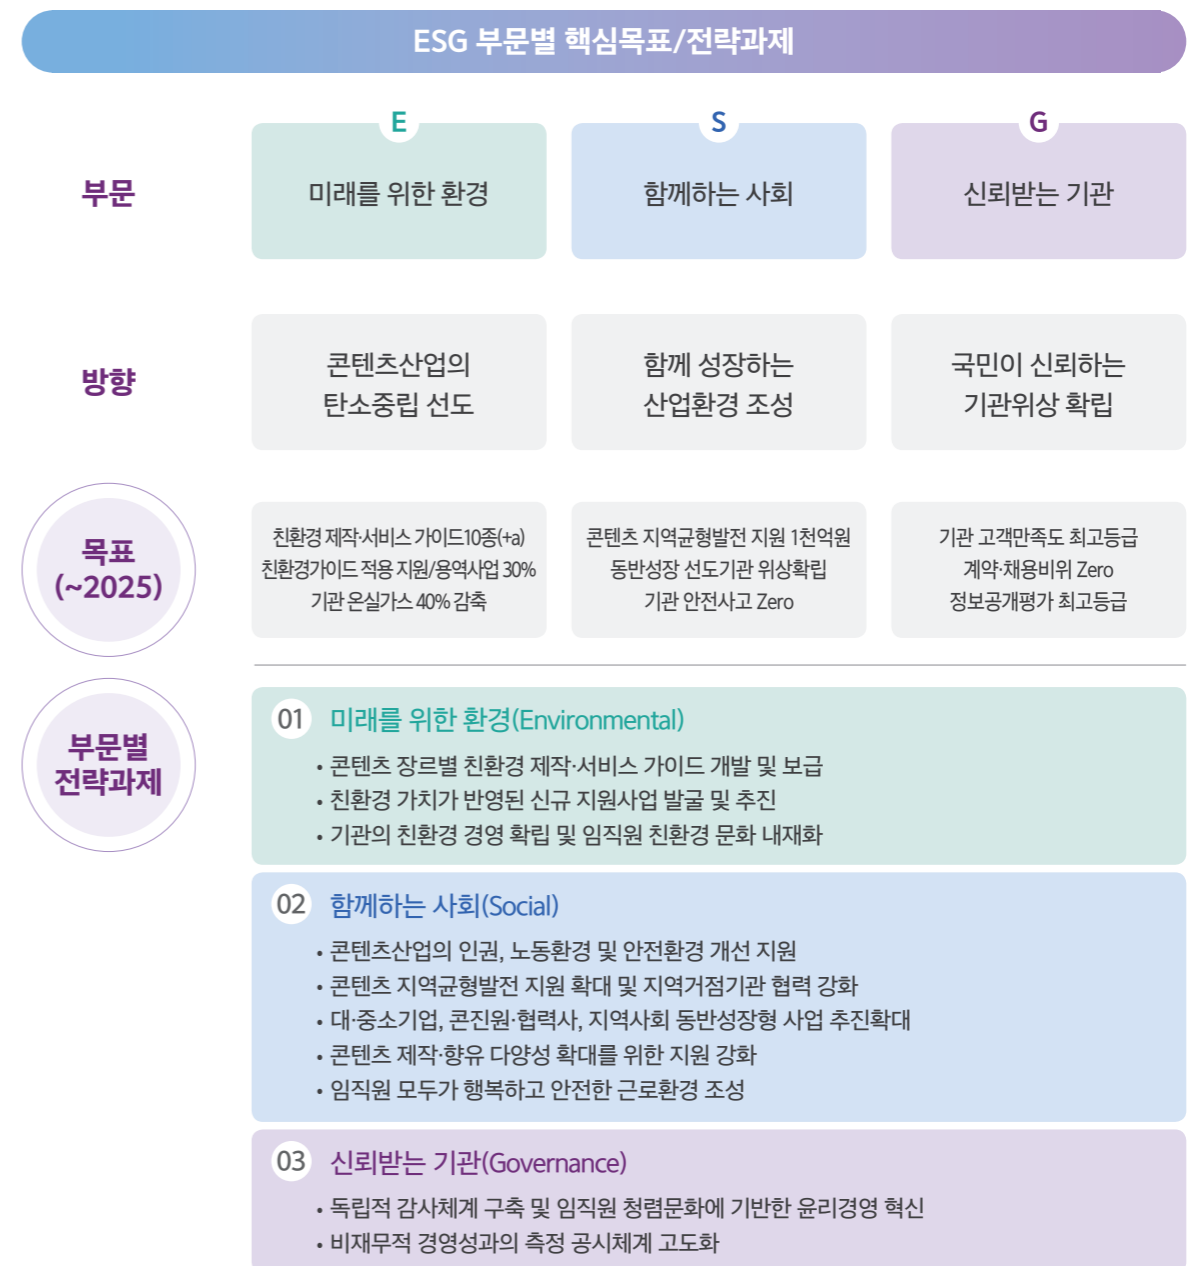 ESG 부문별 핵심목표/전략과제
부문
E
미래를 위한 환경
S
함께하는 사회
G
신뢰받는 기관
방향
콘텐츠산업의
탄소중립 선도
함께 성장하는
산업환경 조성
국민이 신뢰하는
기관위상 확립
목표
(~2025)
친환경 제작·서비스 가이드10종(+a)
친환경가이드 적용 지원/용역사업 30%
기관 온실가스 40% 감축
콘텐츠 지역균형발전 지원 1천억원
동반성장 선도기관 위상확립
기관 안전사고 Zero
기관 고객만족도 최고등급
계약·채용비위 Zero
정보공개평가 최고등급
부문별
전략과제
01 미래를 위한 환경(Environmental)
• 콘텐츠 장르별 친환경 제작·서비스 가이드 개발 및 보급
• 친환경 가치가 반영된 신규 지원사업 발굴 및 추진
• 기관의 친환경 경영 확립 및 임직원 친환경 문화 내재화
02 함께하는 사회(Social)
• 콘텐츠산업의 인권, 노동환경 및 안전환경 개선 지원
• 콘텐츠 지역균형발전 지원 확대 및 지역거점기관 협력 강화
• 대·중소기업, 콘진원·협력사, 지역사회 동반성장형 사업 추진확대
• 콘텐츠 제작·향유 다양성 확대를 위한 지원 강화
• 임직원 모두가 행복하고 안전한 근로환경 조성
03 신뢰받는 기관(Governance)
• 독립적 감사체계 구축 및 임직원 청렴문화에 기반한 윤리경영 혁신
• 비재무적 경영성과의 측정 공시체계 고도화